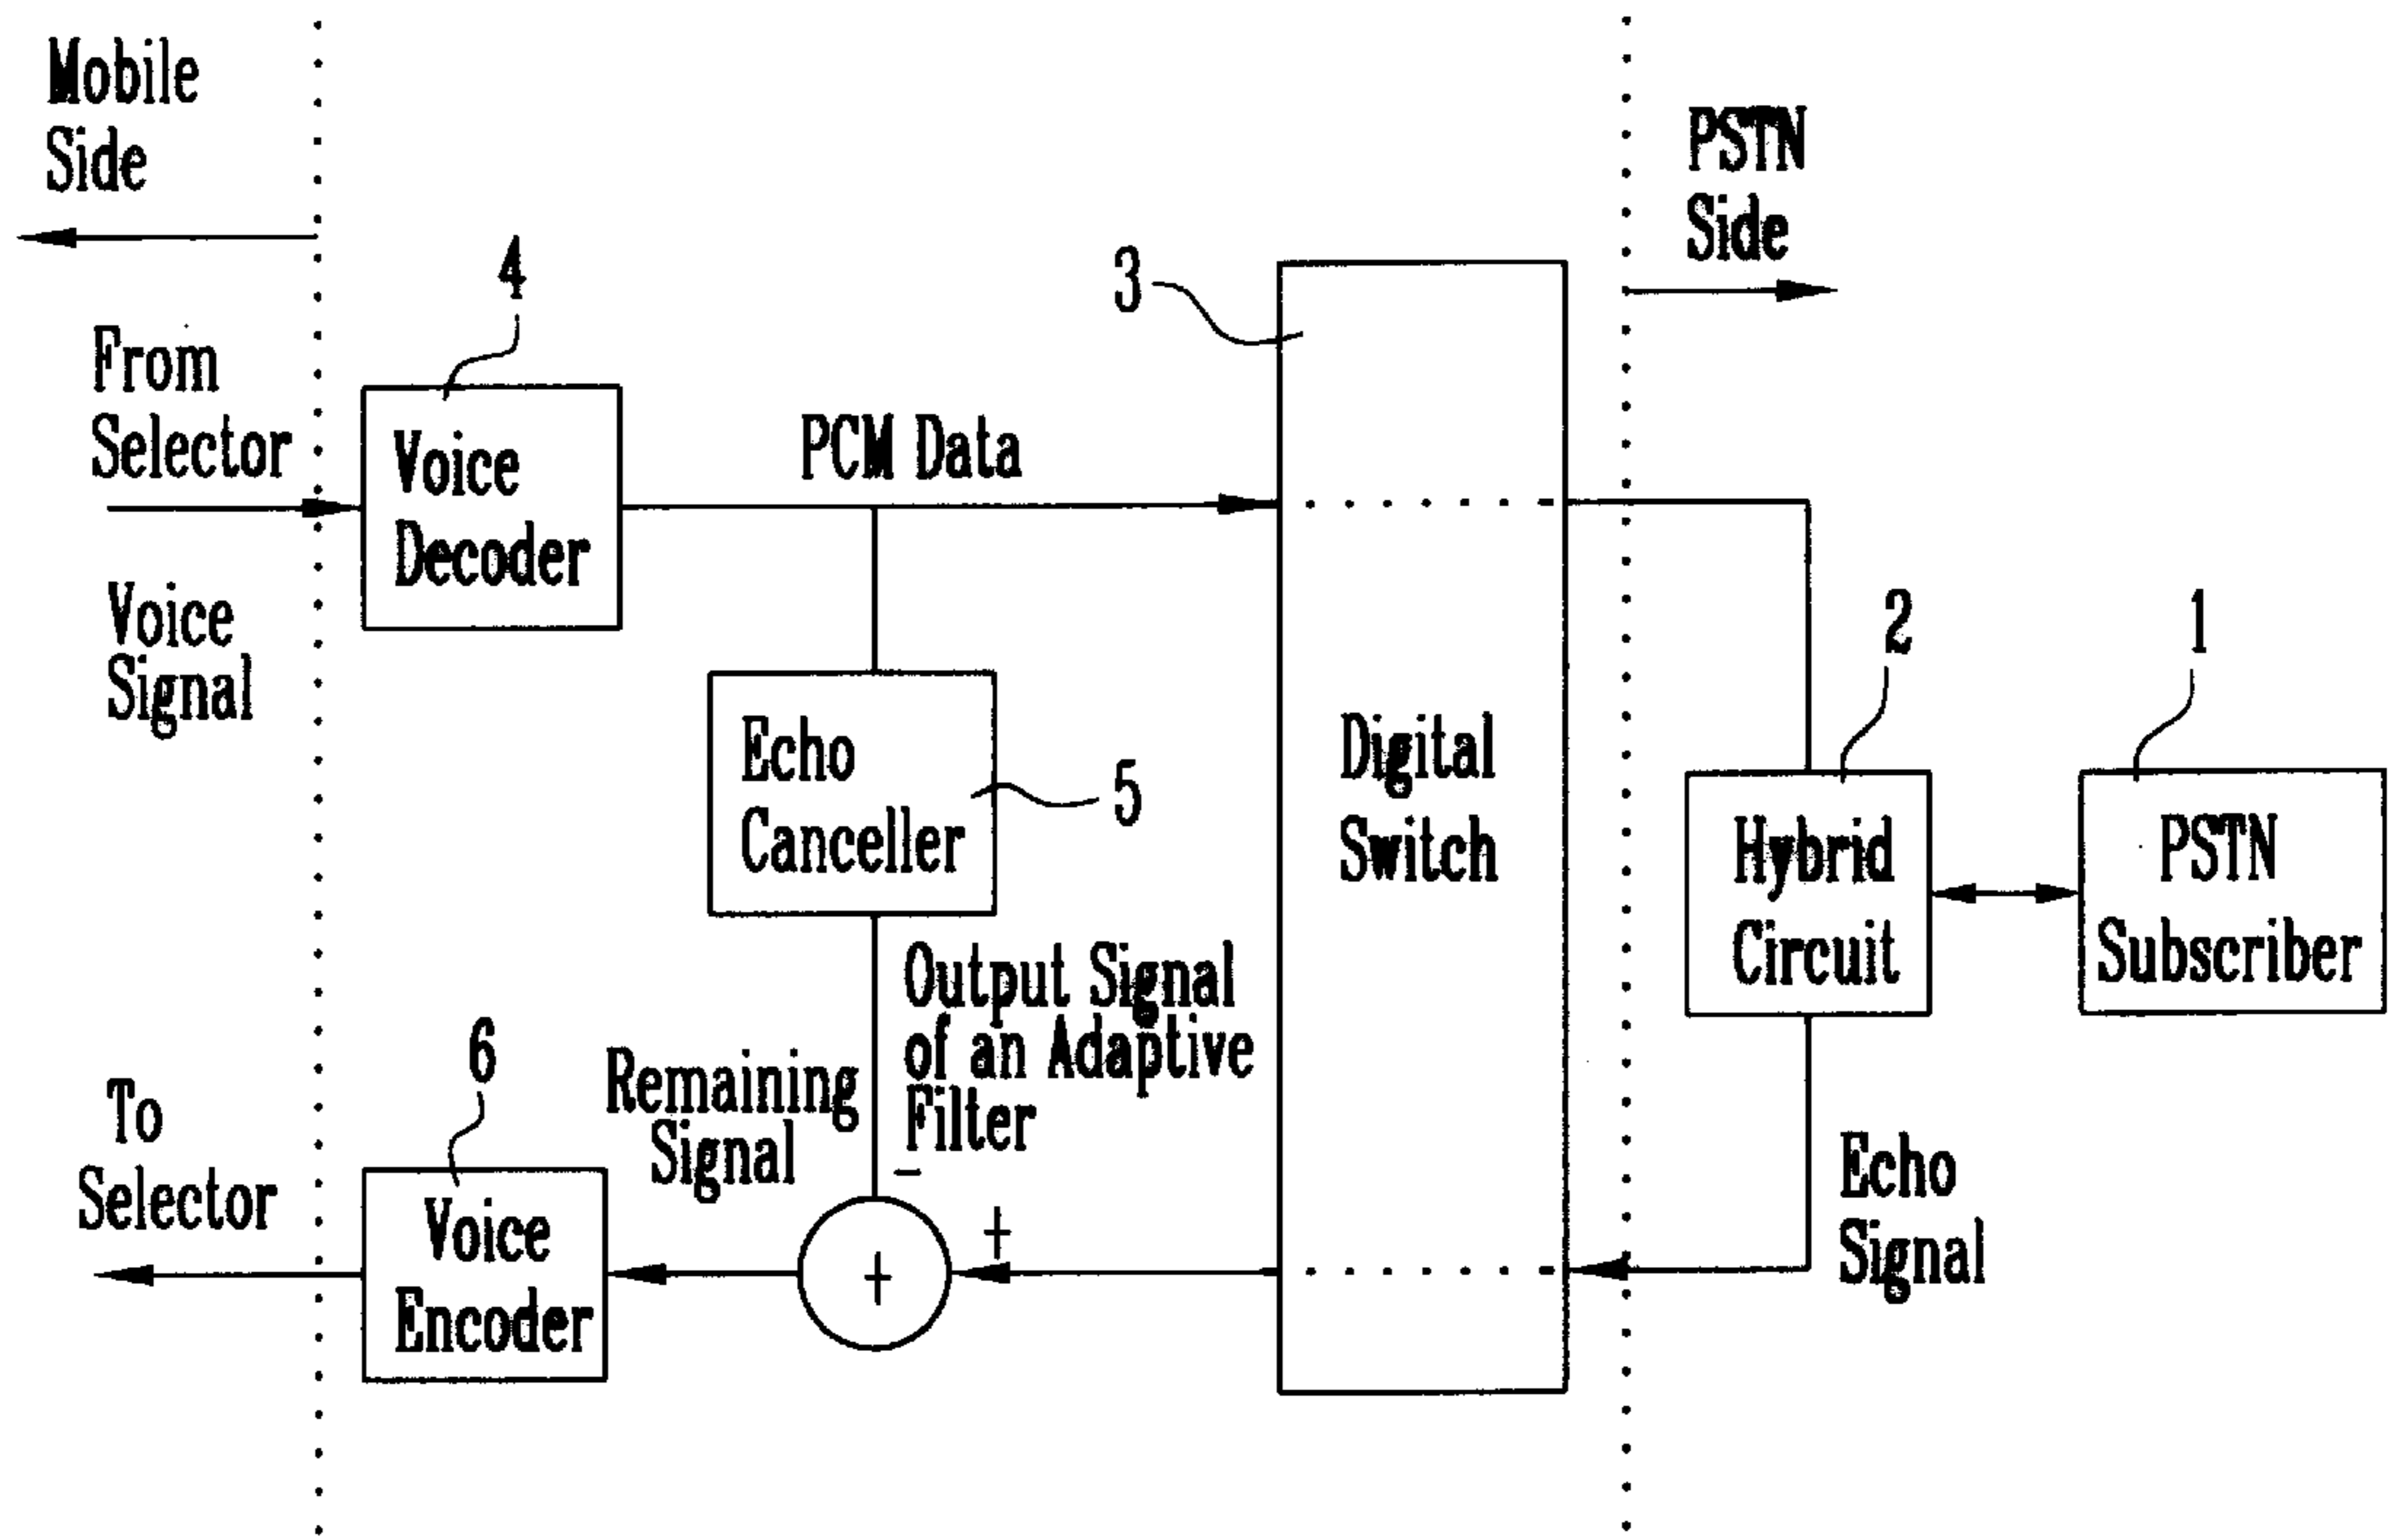 Mobile
Side
PSTN
Side
4
3
From
Selector
Voice
Signal
Voice
Decoder
PCM Data
Echo
Canceller
5
Digital
Switch
2
1
Hybrid
Circuit
PSTN
Subscriber
Output Signal
of an Adaptive
Filter
Remaining
Signal
6
To
Selector
Voice
Encoder
-
+
+
Echo
Signal